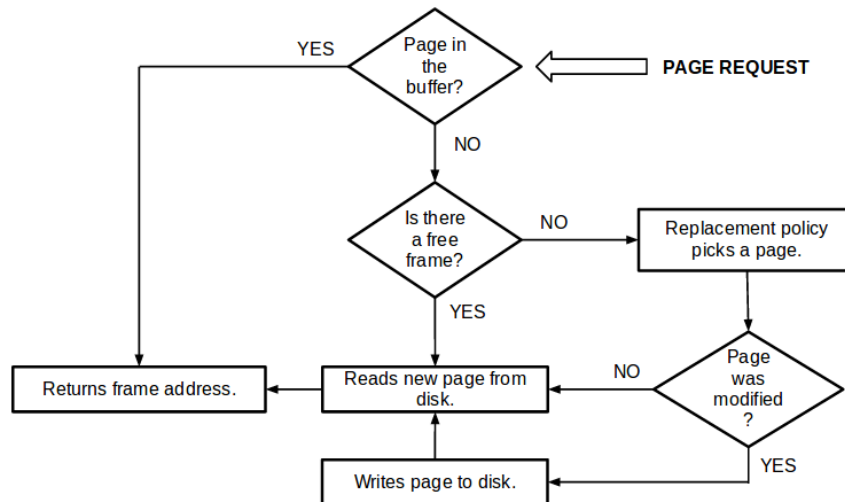 YES
Page in
the
buffer?
PAGE REQUEST
NO
Is there
a free
frame?
NO
Replacement policy
picks a page.
YES
Page
was
modified
?
NO
Returns frame address.
Reads new page from
disk.
YES
Writes page to disk.